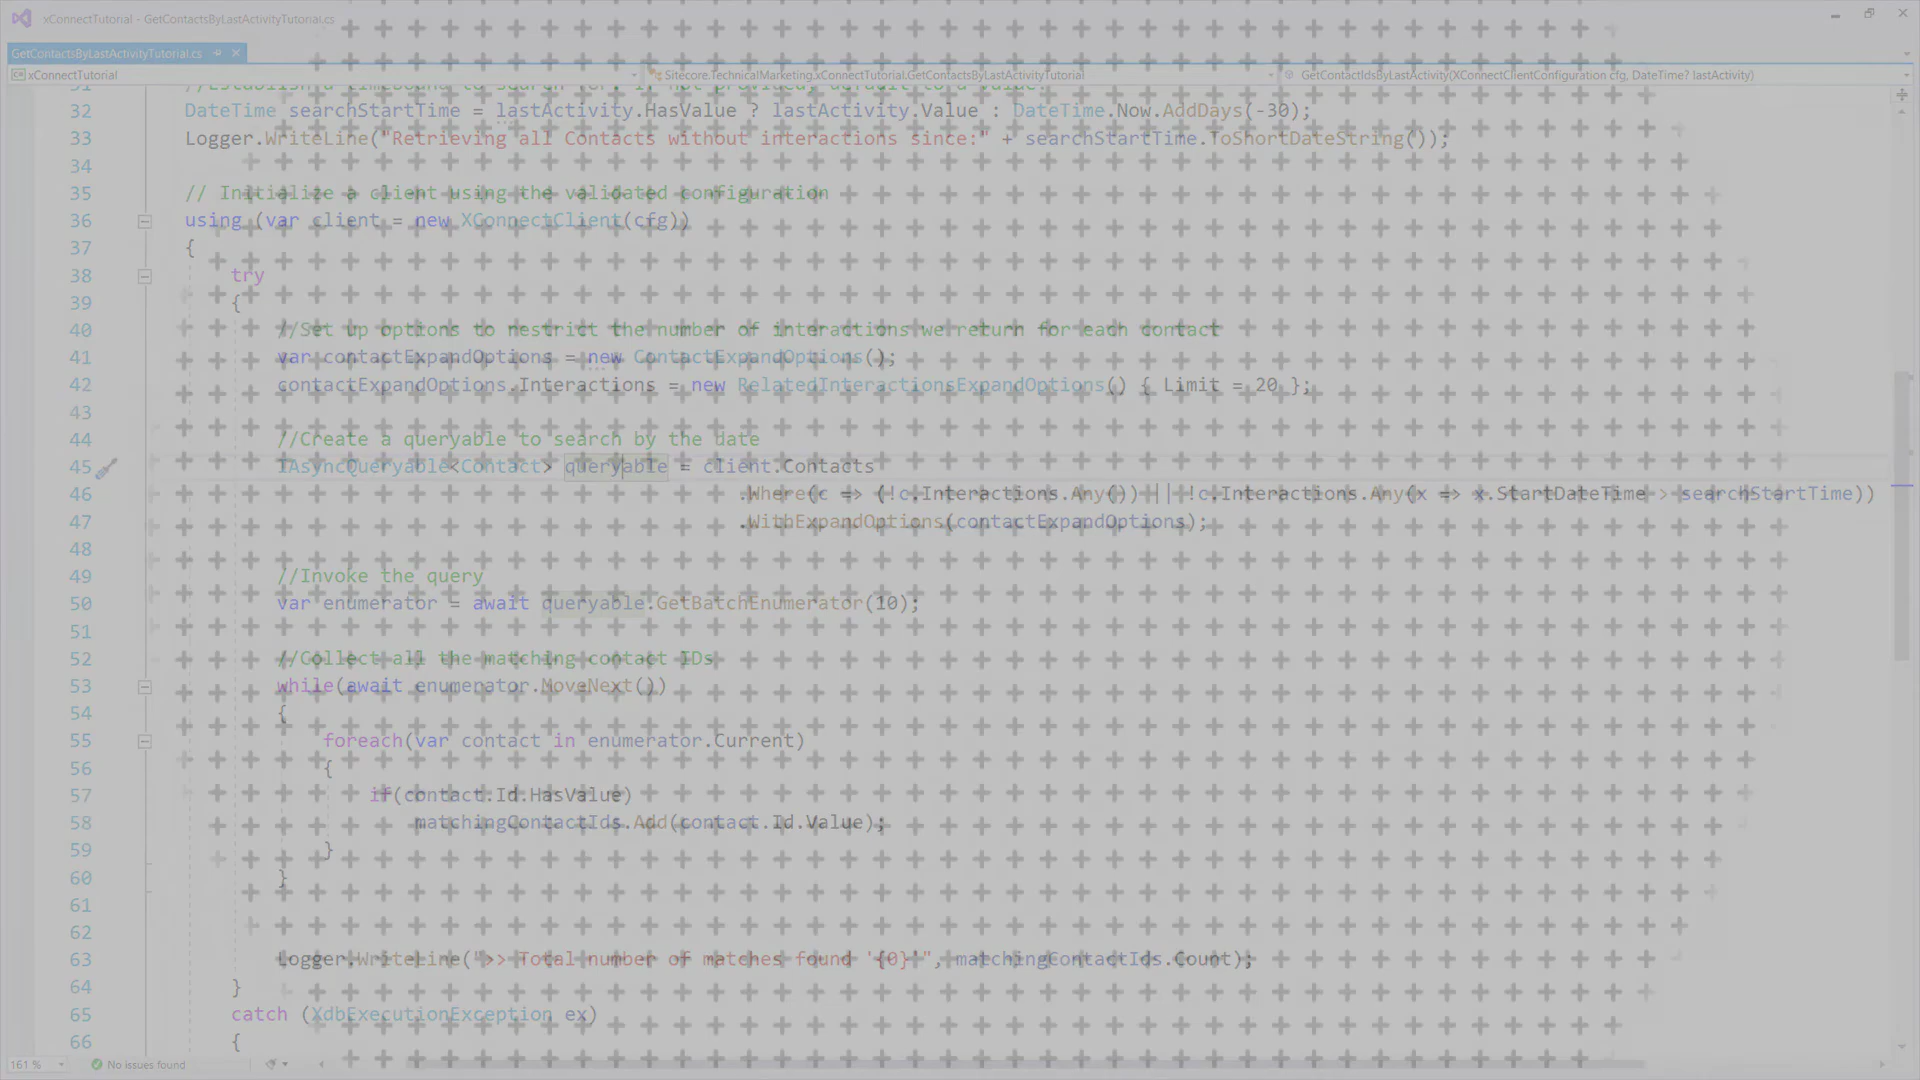 xConnectTutorial - GetContactsByLastActivityTutorial.cs
GetContactsByLastActivityTutorial.cs
xConnectTutorial Sitecore.TechnicalMarketing.xConnectTutorial.GetContactsByLastActivityTutorial GetContactIdsByLastActivity(XConnectClientConfiguration cfg, DateTime? lastActivity)
32 DateTime searchStartTime = lastActivity.HasValue ? lastActivity.Value : DateTime.Now.AddDays(-30);
33 Logger.WriteLine("Retrieving all Contacts without interactions since:" + searchStartTime.ToShortDateString());
34
35 // Initialize a client using the validated configuration
36 using (var client = new XConnectClient(cfg))
37 {
38 try
39 {
40 //Set up options to restrict the number of interactions we return for each contact
41 var contactExpandOptions = new ContactExpandOptions();
42 contactExpandOptions.Interactions = new RelatedInteractionsExpandOptions() { Limit = 20 };
43
44 //Create a queryable to search by the date
45 IAsyncQueryable<Contact> queryable = client.Contacts
46 .Where(c => (!c.Interactions.Any()) || !c.Interactions.Any(x => x.StartDateTime > searchStartTime))
47 .WithExpandOptions(contactExpandOptions);
48
49 //Invoke the query
50 var enumerator = await queryable.GetBatchEnumerator(10);
51
52 //Collect all the matching contact IDs
53 while(await enumerator.MoveNext())
54 {
55 foreach(var contact in enumerator.Current)
56 {
57 if(contact.Id.HasValue)
58 matchingContactIds.Add(contact.Id.Value);
59 }
60 }
61
62
63 Logger.WriteLine(">> Total number of matches found '{0}'", matchingContactIds.Count);
64 }
65 catch (XdbExecutionException ex)
66 {
161 % No issues found